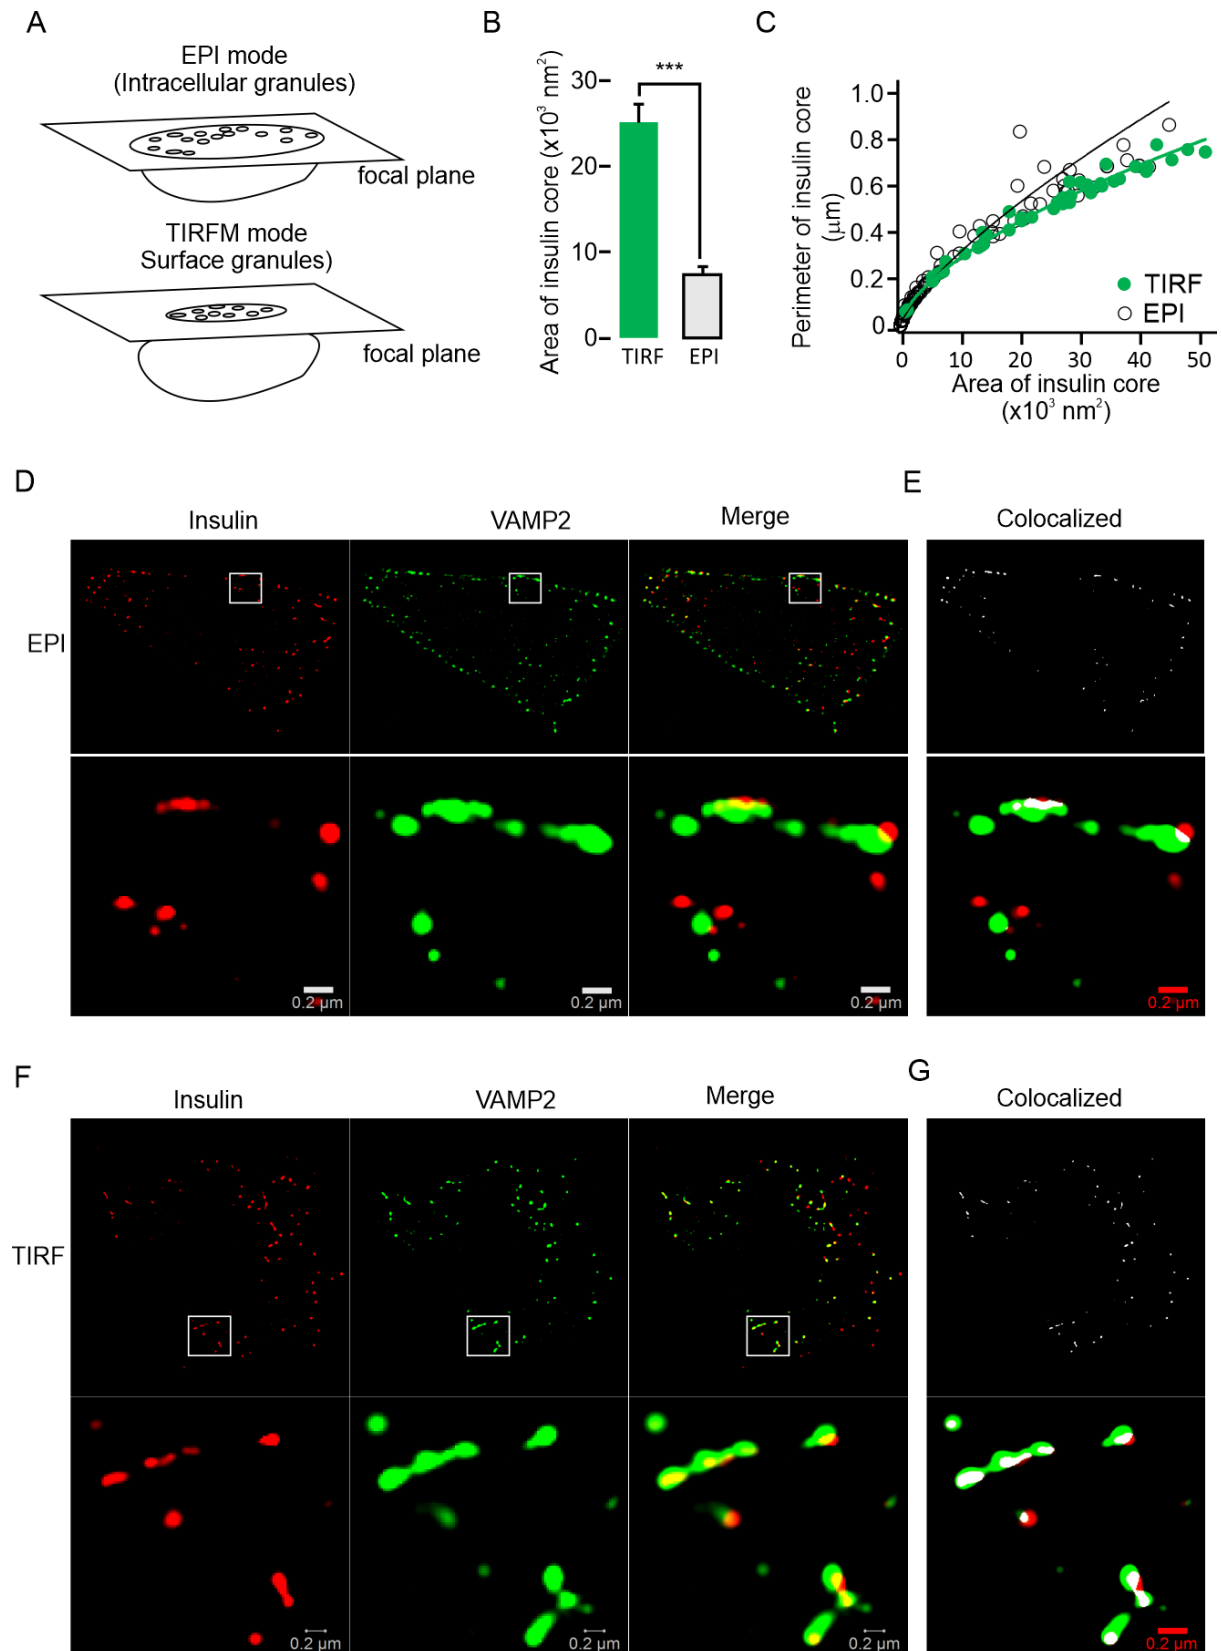 A
EPI mode
(Intracellular granules)
focal plane
TIRFM mode
Surface granules)
focal plane
B
Area of insulin core (x10³ nm²)
30
20
10
0
***
TIRF
EPI
C
Perimeter of insulin core
(µm)
1.0
0.8
0.6
0.4
0.2
0
TIRF
EPI
0
10
20
30
40
50
Area of insulin core
(x10³ nm²)
D
Insulin
VAMP2
Merge
E
Colocalized
EPI
0.2 µm
0.2 µm
0.2 µm
0.2 µm
F
Insulin
VAMP2
Merge
G
Colocalized
TIRF
0.2 µm
0.2 µm
0.2 µm
0.2 µm